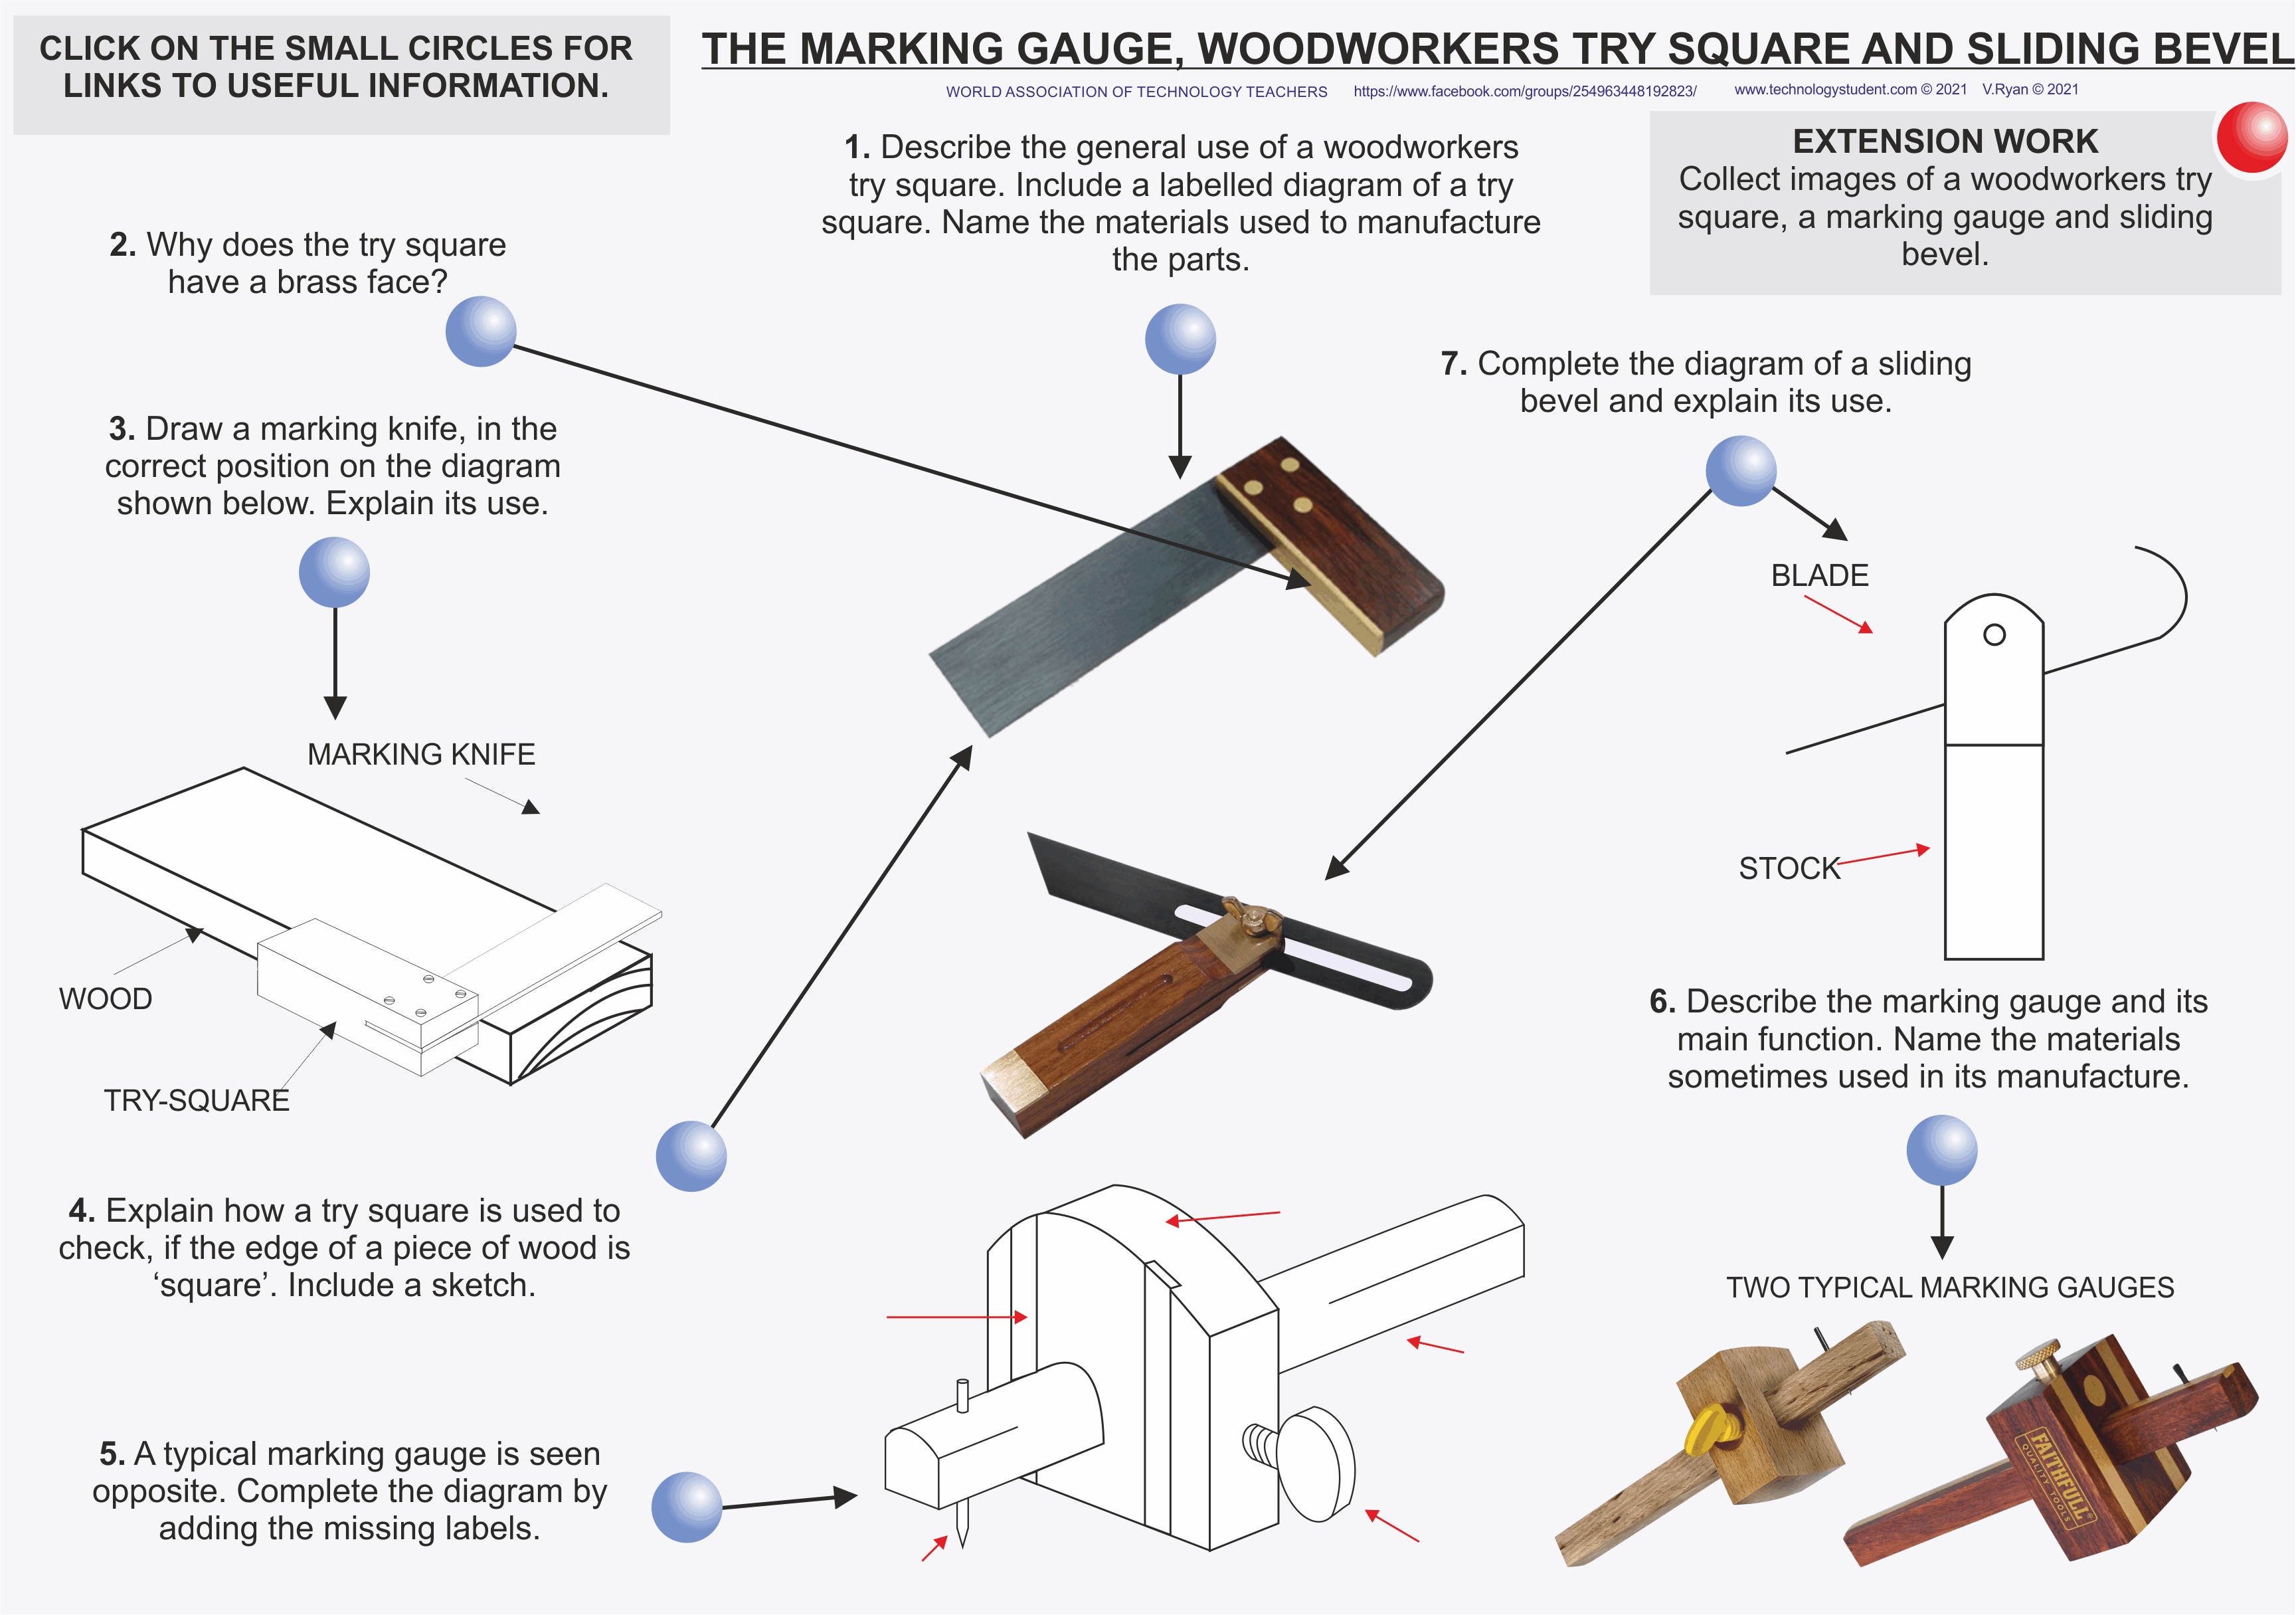 CLICK ON THE SMALL CIRCLES FOR
LINKS TO USEFUL INFORMATION.
THE MARKING GAUGE, WOODWORKERS TRY SQUARE AND SLIDING BEVEL
WORLD ASSOCIATION OF TECHNOLOGY TEACHERS https://www.facebook.com/groups/254963448192823/ www.technologystudent.com © 2021 V.Ryan © 2021
EXTENSION WORK
Collect images of a woodworkers try
square, a marking gauge and sliding
bevel.
1. Describe the general use of a woodworkers
try square. Include a labelled diagram of a try
square. Name the materials used to manufacture
the parts.
2. Why does the try square
have a brass face?
3. Draw a marking knife, in the
correct position on the diagram
shown below. Explain its use.
MARKING KNIFE
WOOD
TRY-SQUARE
4. Explain how a try square is used to
check, if the edge of a piece of wood is
‘square’. Include a sketch.
5. A typical marking gauge is seen
opposite. Complete the diagram by
adding the missing labels.
7. Complete the diagram of a sliding
bevel and explain its use.
BLADE
STOCK
6. Describe the marking gauge and its
main function. Name the materials
sometimes used in its manufacture.
TWO TYPICAL MARKING GAUGES
FAITHFULL®
QUALITY TOOLS